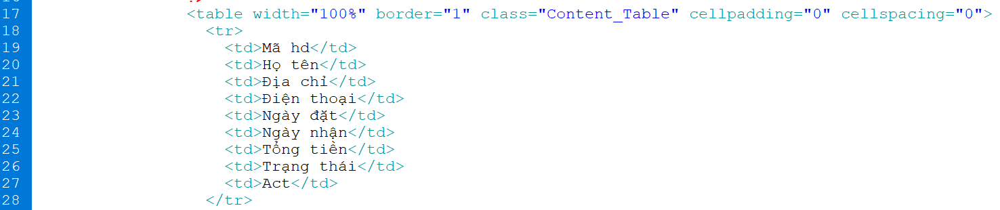 17 <table width="100%" border="1" class="Content_Table" cellpadding="0" cellspacing="0">
18 <tr>
19 <td>Mã hd</td>
20 <td>Họ tên</td>
21 <td>Địa chỉ</td>
22 <td>Điện thoại</td>
23 <td>Ngày đặt</td>
24 <td>Ngày nhận</td>
25 <td>Tổng tiền</td>
26 <td>Trạng thái</td>
27 <td>Act</td>
28 </tr>